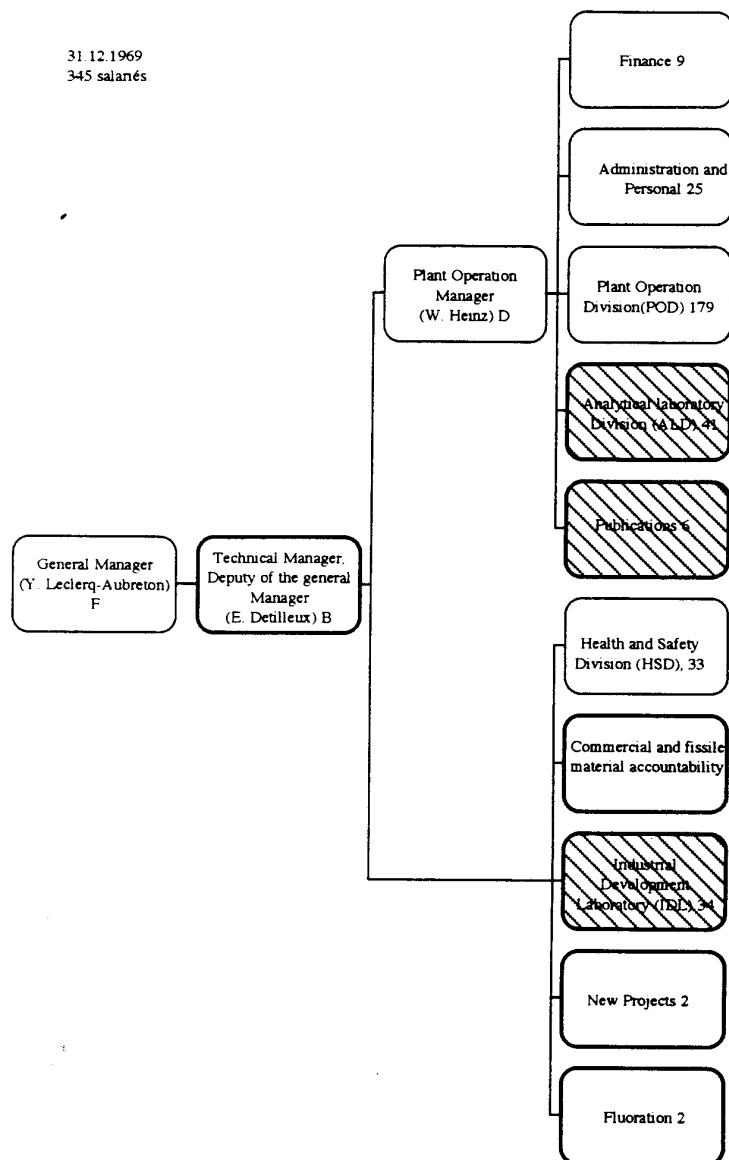 31.12.1969
345 salariés
Finance 9
Administration and
Personal 25
Plant Operation
Manager
(W. Heinz) D
Plant Operation
Division(POD) 179
Analytical laboratory
Division (ALD) 41
Publications 6
General Manager
(Y. Leclerq-Aubreton)
F
Technical Manager.
Deputy of the general
Manager
(E. Detilleux) B
Health and Safety
Division (HSD), 33
Commercial and fissile
material accountability
Industrial
Development
Laboratory (IDL) 34
New Projects 2
Fluoration 2